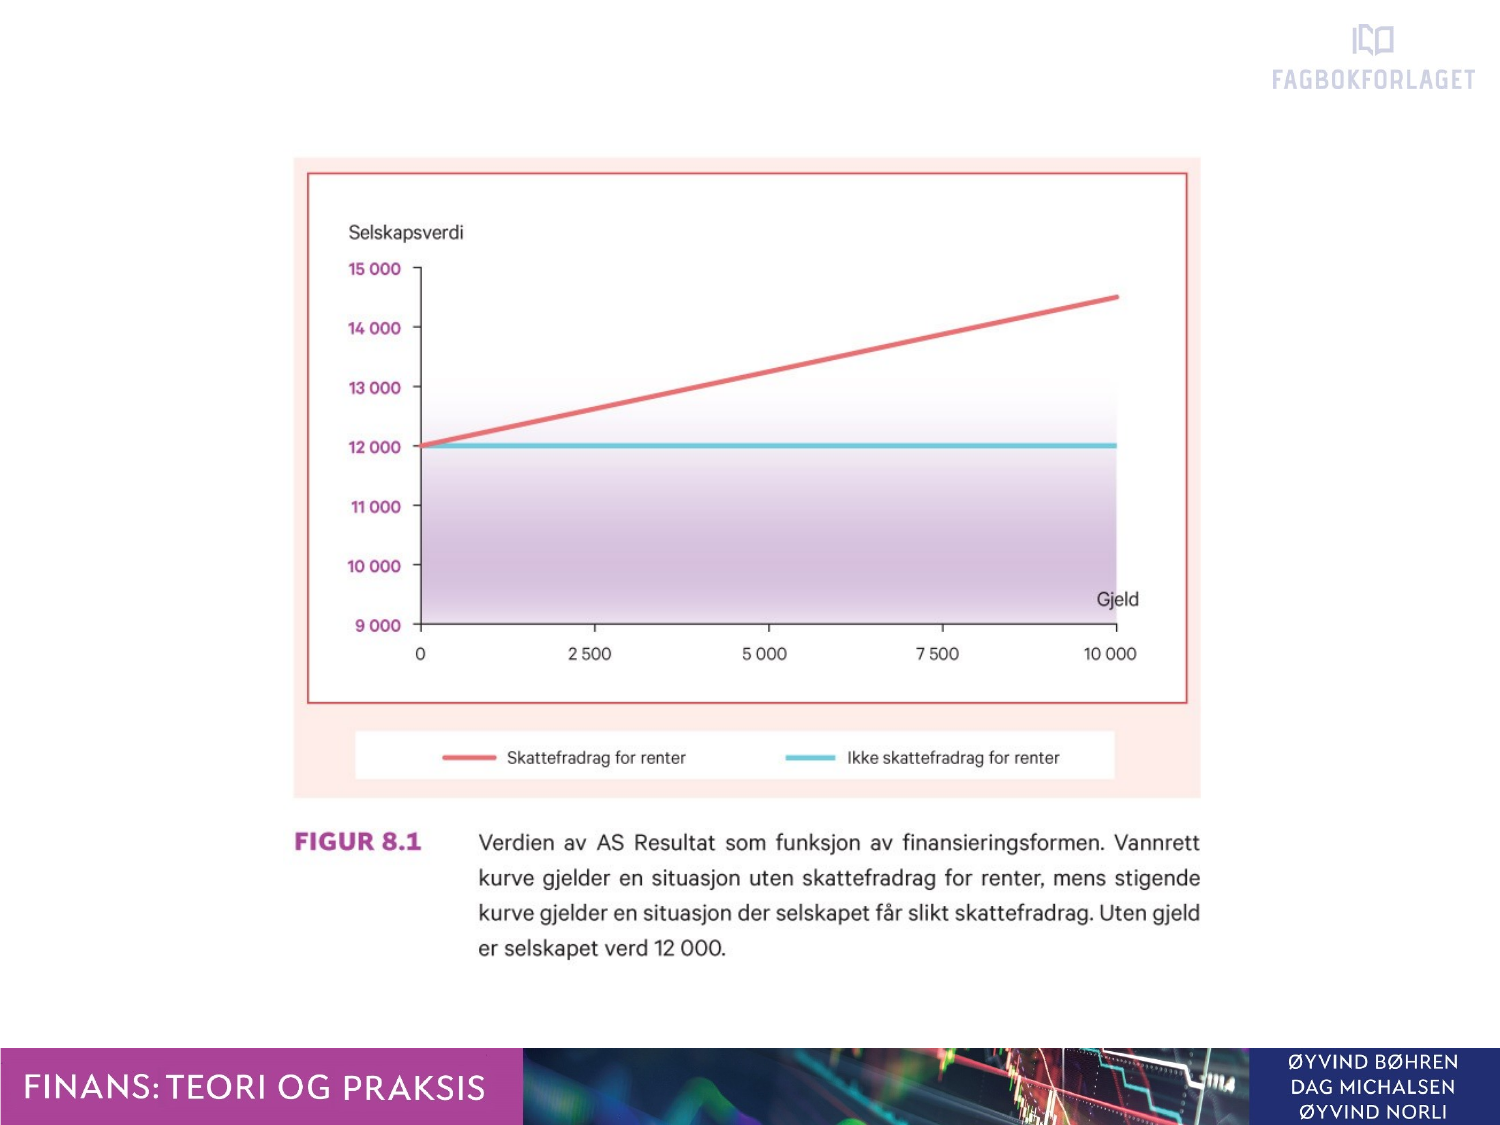 FAGBOKFORLAGET
Selskapsverdi
15 000
14 000
13 000
12 000
11 000
10 000
9 000
Gjeld
0 2 500 5 000 7 500 10 000
Skattefradrag for renter Ikke skattefradrag for renter
FIGUR 8.1 Verdien av AS Resultat som funksjon av finansieringsformen. Vannrett
kurve gjelder en situasjon uten skattefradrag for renter, mens stigende
kurve gjelder en situasjon der selskapet får slikt skattefradrag. Uten gjeld
er selskapet verd 12 000.
FINANS: TEORI OG PRAKSIS
ØYVIND BØHREN
DAG MICHALSEN
ØYVIND NORLI